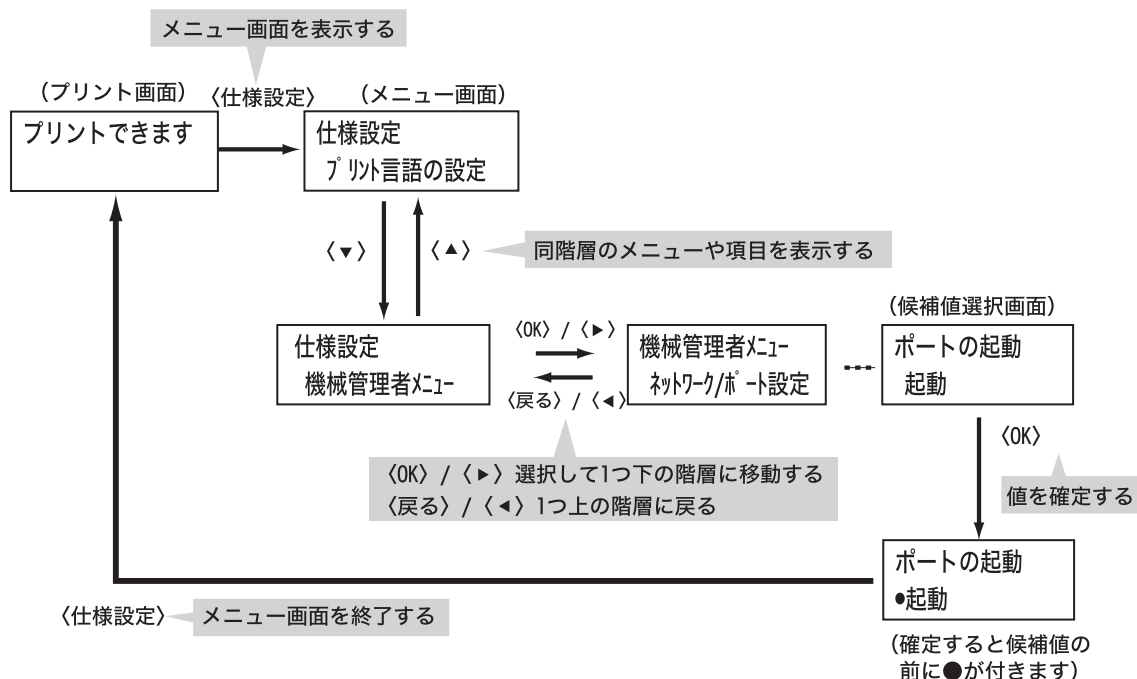 メニュー画面を表示する
（プリント画面）
〈仕様設定〉
（メニュー画面）
プリントできます
仕様設定
ﾌﾟﾘﾝﾄ言語の設定
〈▼〉
〈▲〉
同階層のメニューや項目を表示する
仕様設定
機械管理者ﾒﾆｭｰ
〈OK〉/〈▶〉
〈戻る〉/〈◀〉
機械管理者ﾒﾆｭｰ
ﾈｯﾄﾜｰｸ/ﾎﾟｰﾄ設定
（候補値選択画面）
ポートの起動
起動
〈OK〉/〈▶〉選択して1つ下の階層に移動する
〈戻る〉/〈◀〉1つ上の階層に戻る
〈OK〉
値を確定する
ポートの起動
●起動
〈仕様設定〉
メニュー画面を終了する
（確定すると候補値の
前に●が付きます）